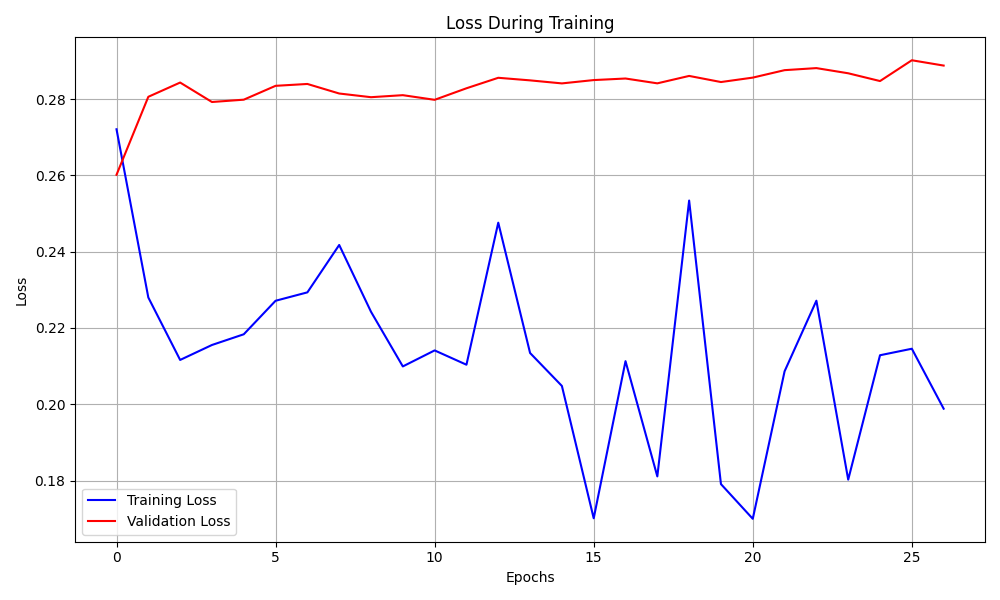 Loss During Training
Loss
0.28
0.26
0.24
0.22
0.20
0.18
Training Loss
Validation Loss
0 5 10 15 20 25
Epochs